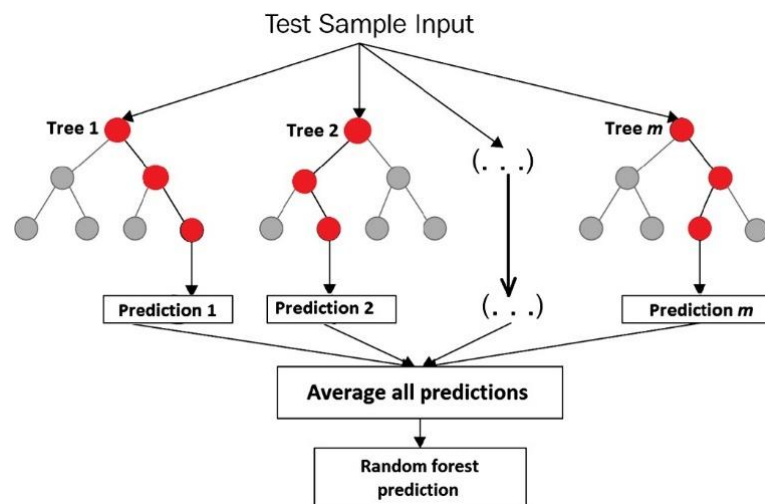 Test Sample Input
Tree 1
Tree 2
(. . .)
Tree m
Prediction 1
Prediction 2
(. . .)
Prediction m
Average all predictions
Random forest
prediction